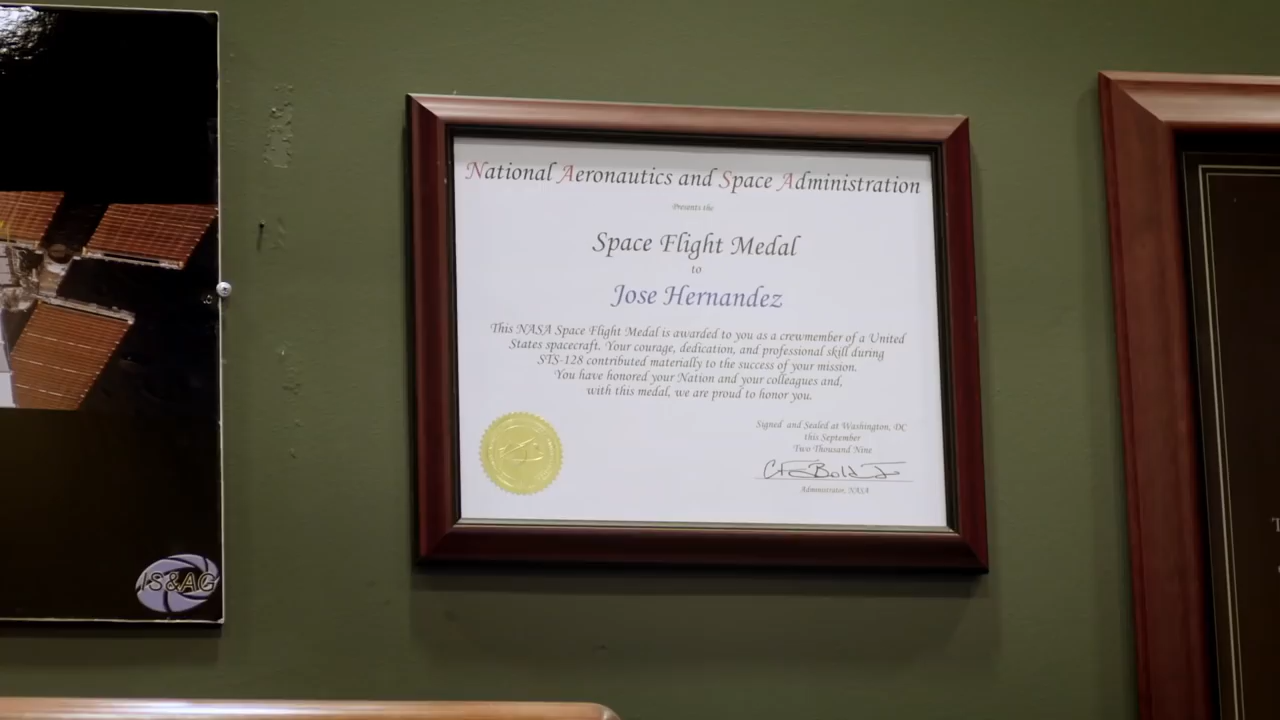 National Aeronautics and Space Administration
Presents the
Space Flight Medal
to
Jose Hernandez
This NASA Space Flight Medal is awarded to you as a crewmember of a United
States spacecraft. Your courage, dedication, and professional skill during
STS-128 contributed materially to the success of your mission.
You have honored your Nation and your colleagues and,
with this medal, we are proud to honor you.
Signed and Sealed at Washington, DC
this September
Two Thousand Nine
Administrator, NASA
IS&AG